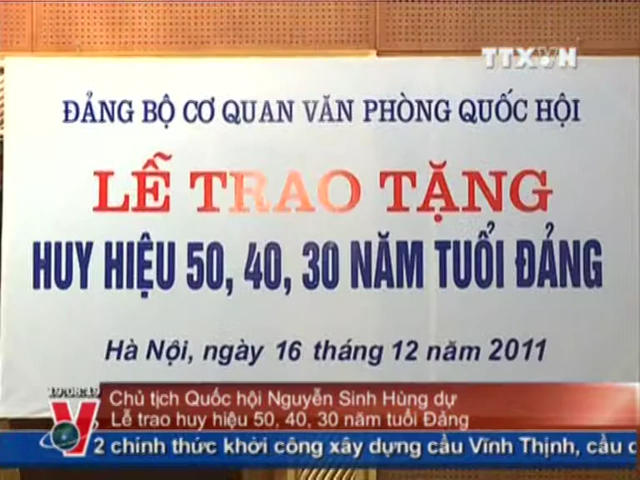 TTXVN
ĐẢNG BỘ CƠ QUAN VĂN PHÒNG QUỐC HỘI
LỄ TRAO TẶNG
HUY HIỆU 50, 40, 30 NĂM TUỔI ĐẢNG
Hà Nội, ngày 16 tháng 12 năm 2011
19:08:49
Chủ tịch Quốc hội Nguyễn Sinh Hùng dự
Lễ trao huy hiệu 50, 40, 30 năm tuổi Đảng
V
2 chính thức khởi công xây dựng cầu Vĩnh Thịnh, cầu